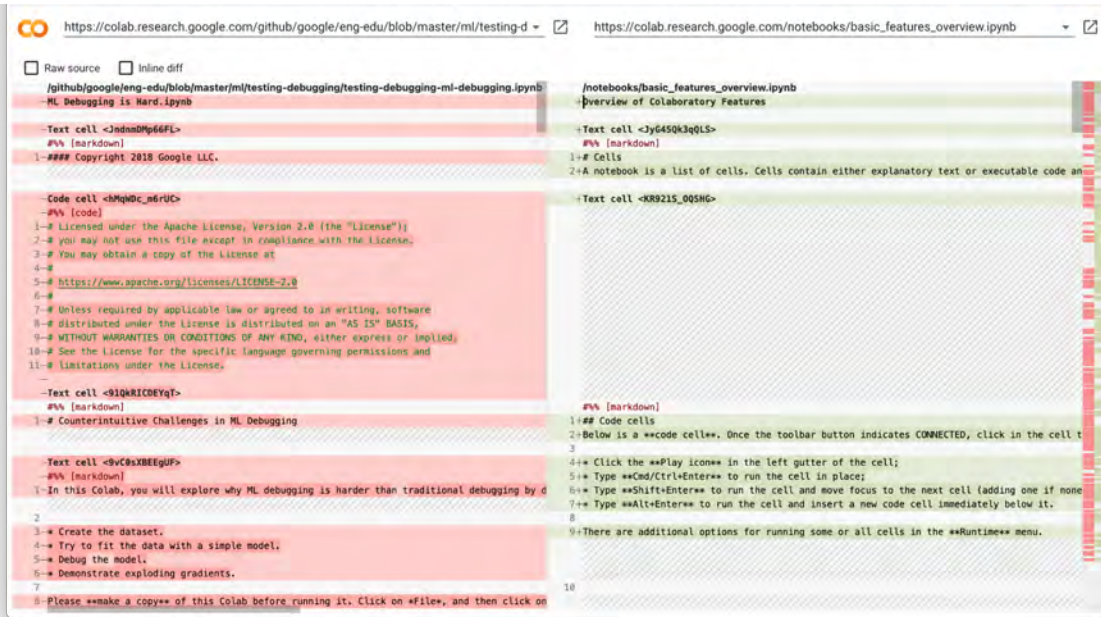 https://colab.research.google.com/github/google/eng-edu/blob/master/ml/testing-d
https://colab.research.google.com/notebooks/basic_features_overview.ipynb
Raw source Inline diff
/github/google/eng-edu/blob/master/ml/testing-debugging/testing-debugging-ml-debugging.ipynb
-ML Debugging is Hard.ipynb
-Text cell <JndnmDMp66FL>
#%% [markdown]
1-#### Copyright 2018 Google LLC.
-Code cell <hMqWDc_m6rUC>
-#%% [code]
1-# Licensed under the Apache License, Version 2.0 (the "License");
2-# you may not use this file except in compliance with the License.
3-# You may obtain a copy of the License at
4-#
5-# https://www.apache.org/licenses/LICENSE-2.0
6-#
7-# Unless required by applicable law or agreed to in writing, software
8-# distributed under the License is distributed on an "AS IS" BASIS,
9-# WITHOUT WARRANTIES OR CONDITIONS OF ANY KIND, either express or implied.
10-# See the License for the specific language governing permissions and
11-# limitations under the License.
-
-Text cell <91QkRICDEYqT>
#%% [markdown]
1-# Counterintuitive Challenges in ML Debugging
-Text cell <9vC0sXBEEgUF>
-#%% [markdown]
1-In this Colab, you will explore why ML debugging is harder than traditional debugging by d
2
3-* Create the dataset.
4-* Try to fit the data with a simple model.
5-* Debug the model.
6-* Demonstrate exploding gradients.
7
8-Please **make a copy** of this Colab before running it. Click on *File*, and then click on
/notebooks/basic_features_overview.ipynb
+Overview of Colaboratory Features
+Text cell <JyG45Qk3qQLS>
#%% [markdown]
1+# Cells
2+A notebook is a list of cells. Cells contain either explanatory text or executable code an
+Text cell <KR921S_OQSHG>
#%% [markdown]
1+## Code cells
2+Below is a **code cell**. Once the toolbar button indicates CONNECTED, click in the cell t
3
4+* Click the **Play icon** in the left gutter of the cell;
5+* Type **Cmd/Ctrl+Enter** to run the cell in place;
6+* Type **Shift+Enter** to run the cell and move focus to the next cell (adding one if none
7+* Type **Alt+Enter** to run the cell and insert a new code cell immediately below it.
8
9+There are additional options for running some or all cells in the **Runtime** menu.
10